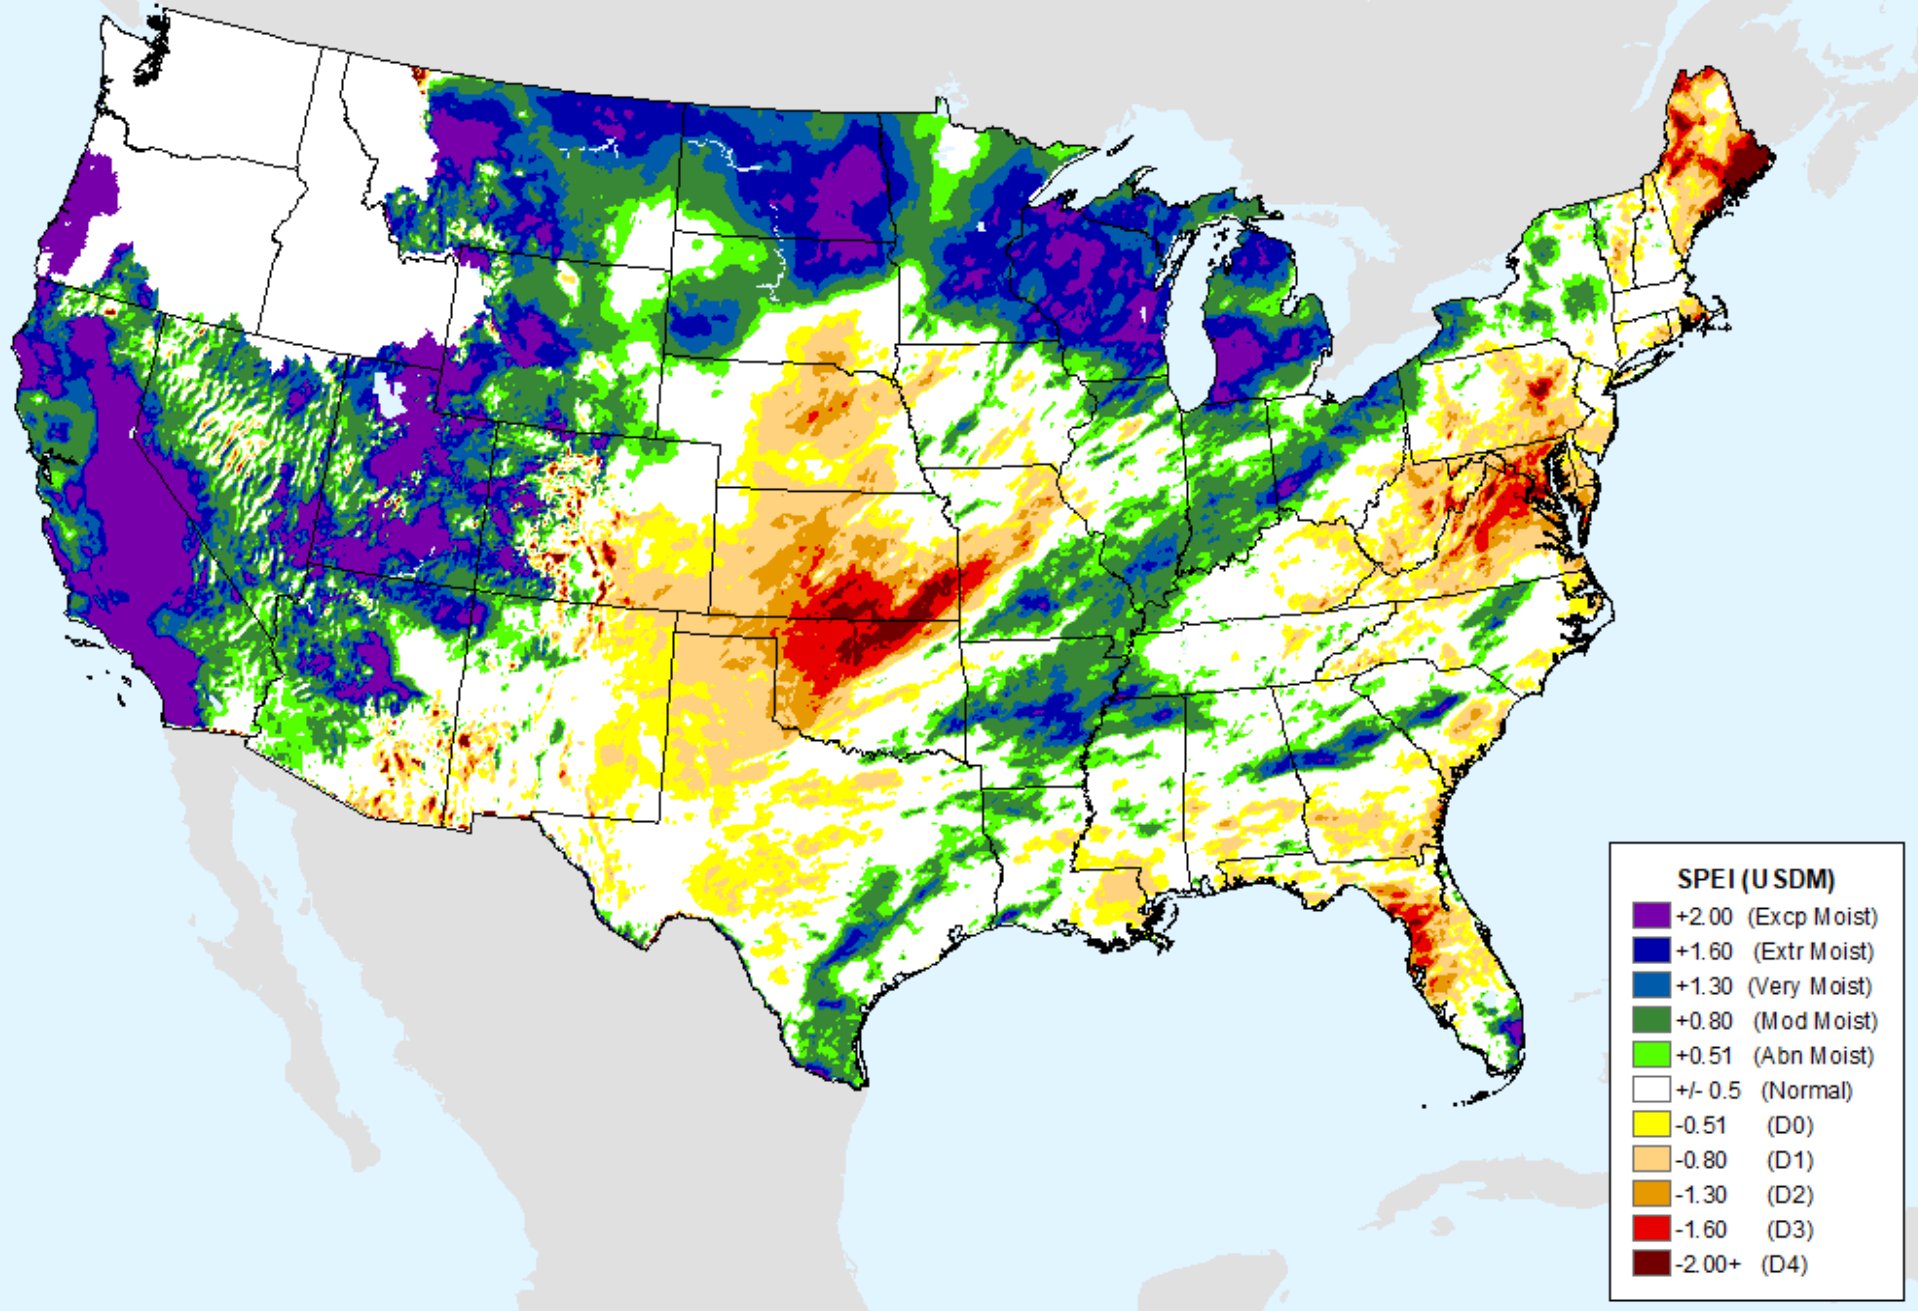 SPEI (USDM)
+2.00 (Excp Moist)
+1.60 (Extr Moist)
+1.30 (Very Moist)
+0.80 (Mod Moist)
+0.51 (Abn Moist)
+/- 0.5 (Normal)
-0.51 (D0)
-0.80 (D1)
-1.30 (D2)
-1.60 (D3)
-2.00+ (D4)